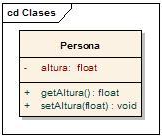 cd Clases
Persona
- altura: float
+ getAltura() : float
+ setAltura(float) : void